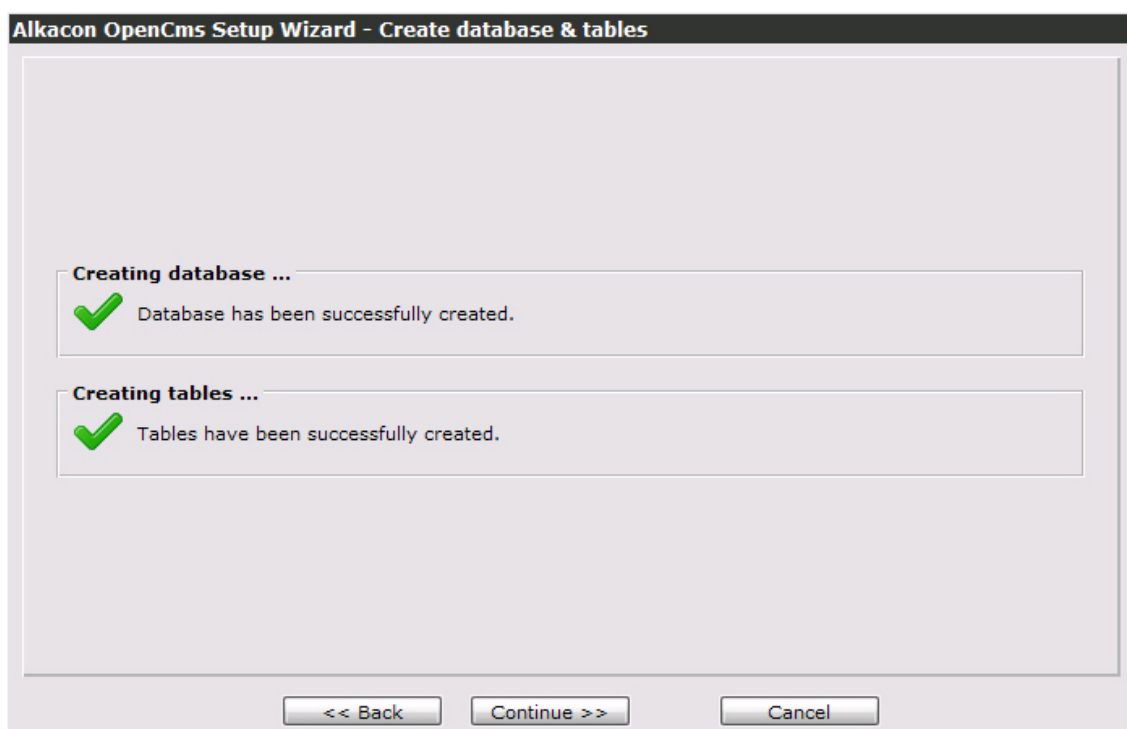 Alkacon OpenCms Setup Wizard - Create database & tables
Creating database ...
Database has been successfully created.
Creating tables ...
Tables have been successfully created.
<< Back Continue >> Cancel